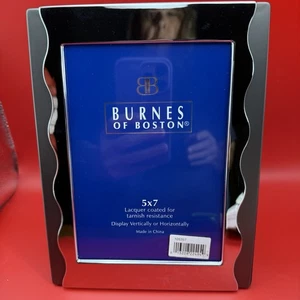 BURNES
OF BOSTON®
5x7
Lacquer coated for
tarnish resistance
Display Vertically or Horizontally
Made in China